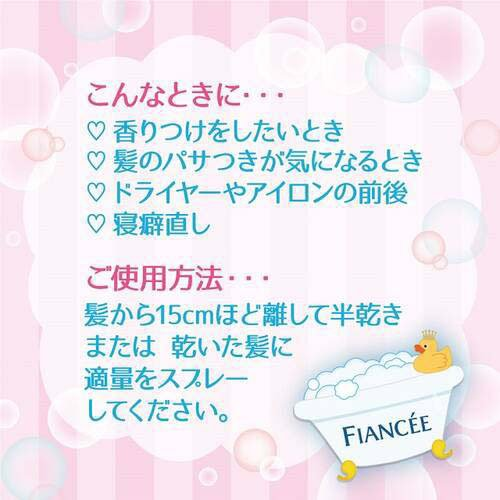 こんなときに・・・
♡ 香りつけをしたいとき
♡ 髪のパサつきが気になるとき
♡ ドライヤーやアイロンの前後
♡ 寝癖直し
ご使用方法・・・
髪から15cmほど離して半乾き
または 乾いた髪に
適量をスプレー
してください。
FIANCÉE